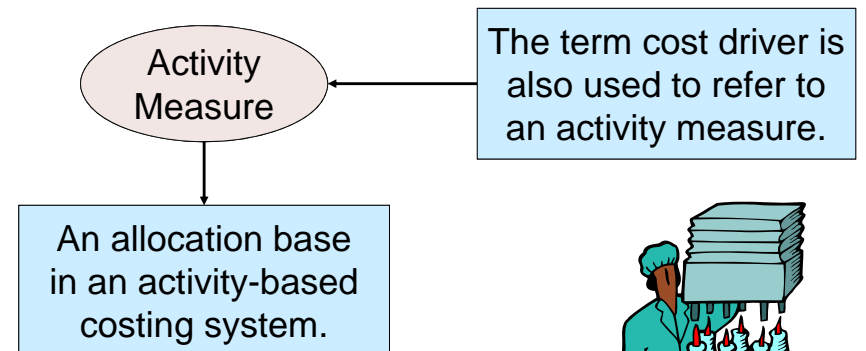 Activity
Measure
The term cost driver is
also used to refer to
an activity measure.
An allocation base
in an activity-based
costing system.